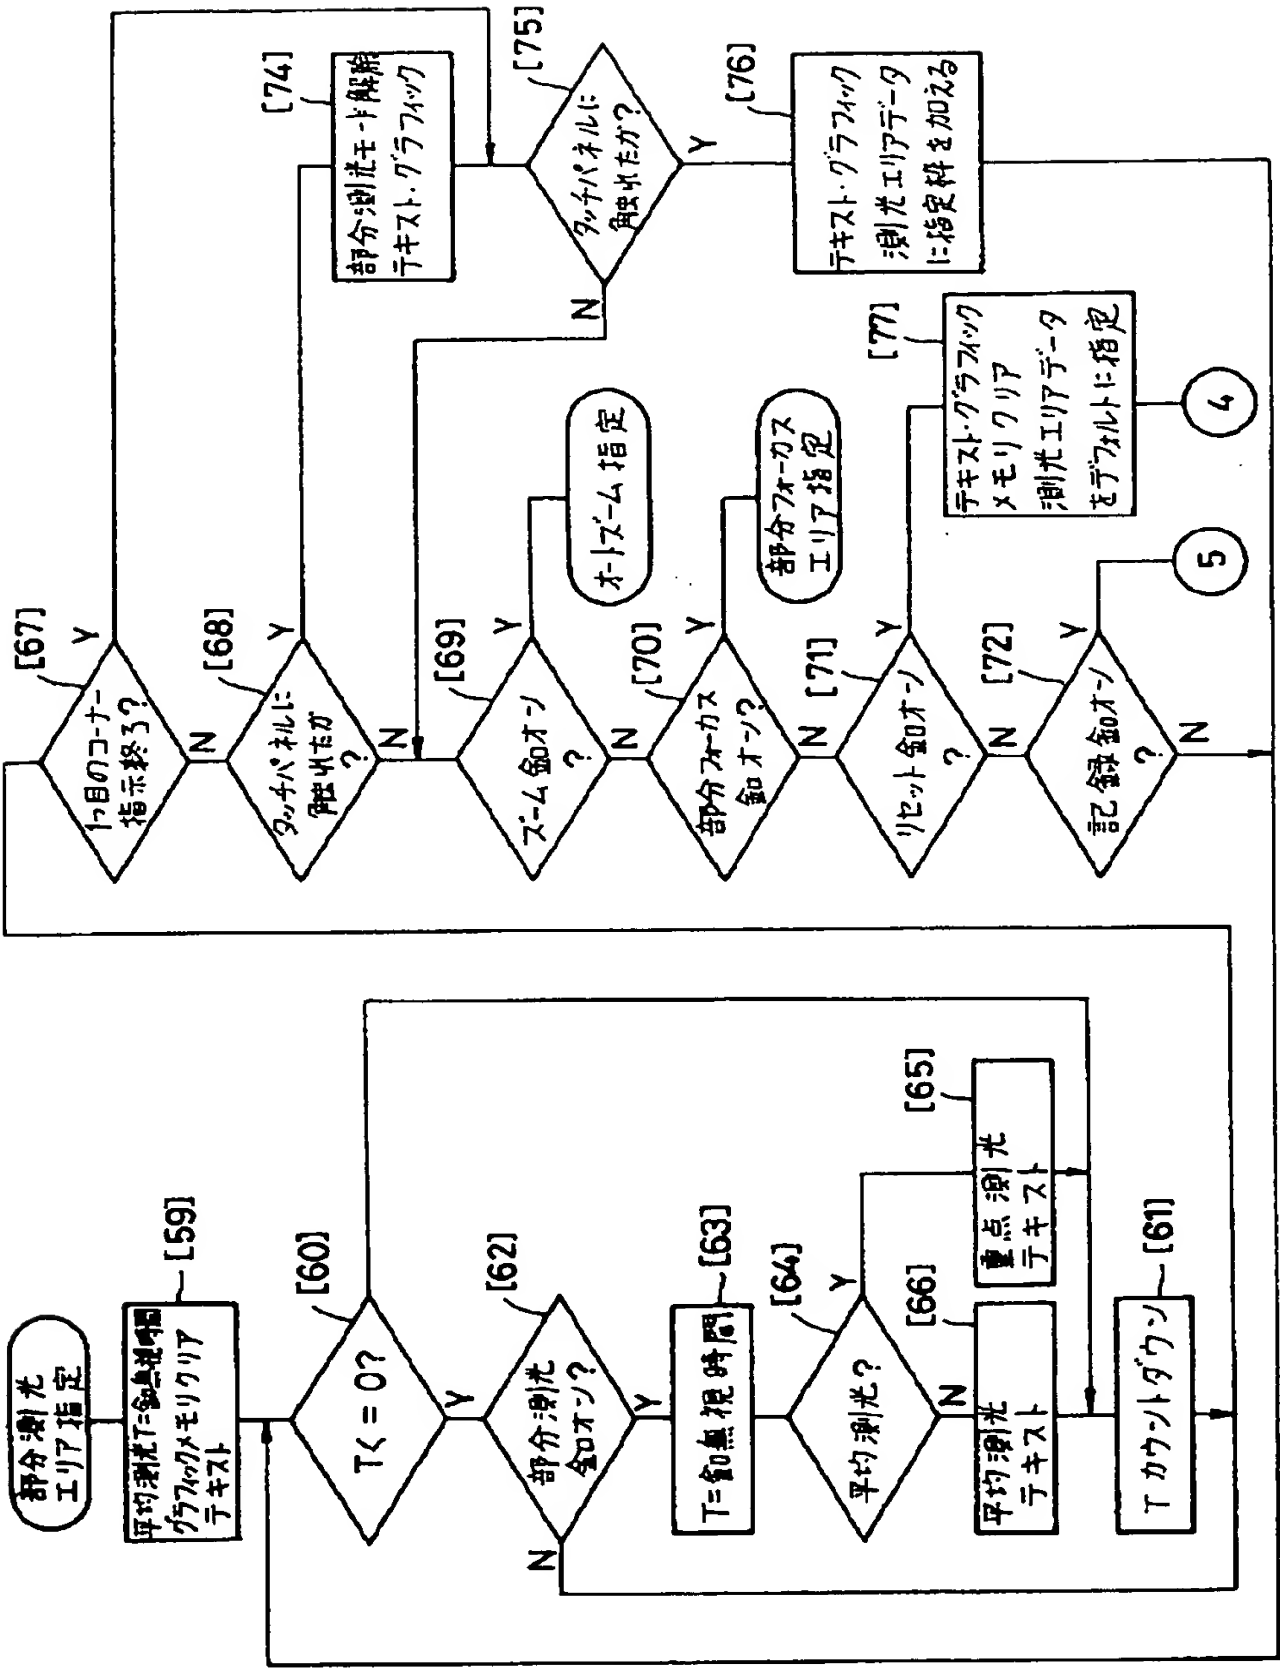 部分測光
エリア指定
[59]
平均測光T=釦無視時間
グラフィックメモリクリア
テキスト
[60]
T<=0?
Y
[62]
部分測光
釦オン?
Y
N
[63]
T=釦無視時間
[64]
平均測光?
Y
N
[65]
重点測光
テキスト
[66]
平均測光
テキスト
[61]
Tカウントダウン
[67]
1つ目のコーナー
指示終了?
Y
N
[68]
タッチパネルに
触れたか
?
Y
N
[69]
ズーム釦オン
?
Y
N
オートズーム指定
[70]
部分フォーカス
釦オン?
Y
N
部分フォーカス
エリア指定
[71]
リセット釦オン
?
Y
N
[72]
記録釦オン
?
Y
N
5
[74]
部分測光モード解除
テキスト・グラフィック
[75]
タッチパネルに
触れたか?
Y
N
[76]
テキスト・グラフィック
測光エリアデータ
に指定枠を加える
[77]
テキスト・グラフィック
メモリクリア
測光エリアデータ
をデフォルトに指定
4